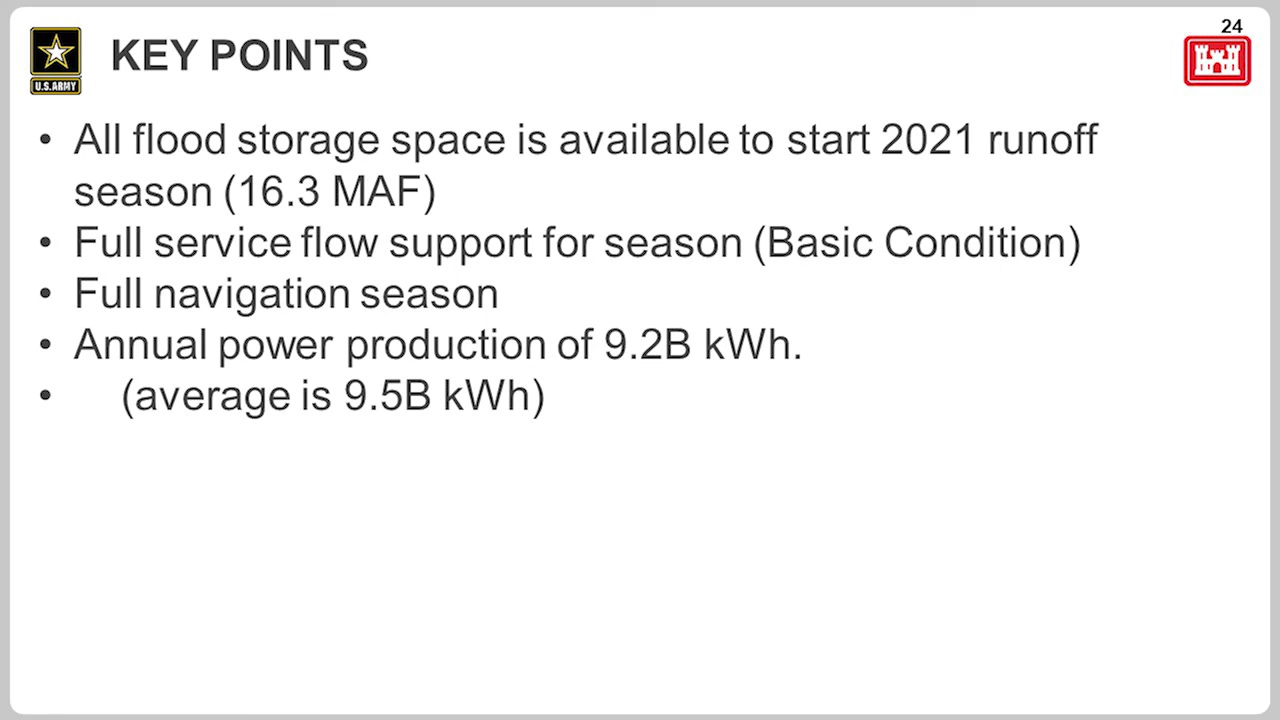 24
U.S.ARMY
KEY POINTS
• All flood storage space is available to start 2021 runoff
season (16.3 MAF)
• Full service flow support for season (Basic Condition)
• Full navigation season
• Annual power production of 9.2B kWh.
• (average is 9.5B kWh)